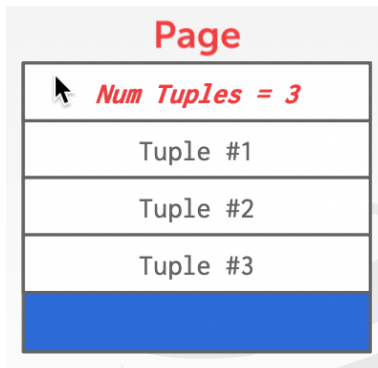 Page
Num Tuples = 3
Tuple #1
Tuple #2
Tuple #3